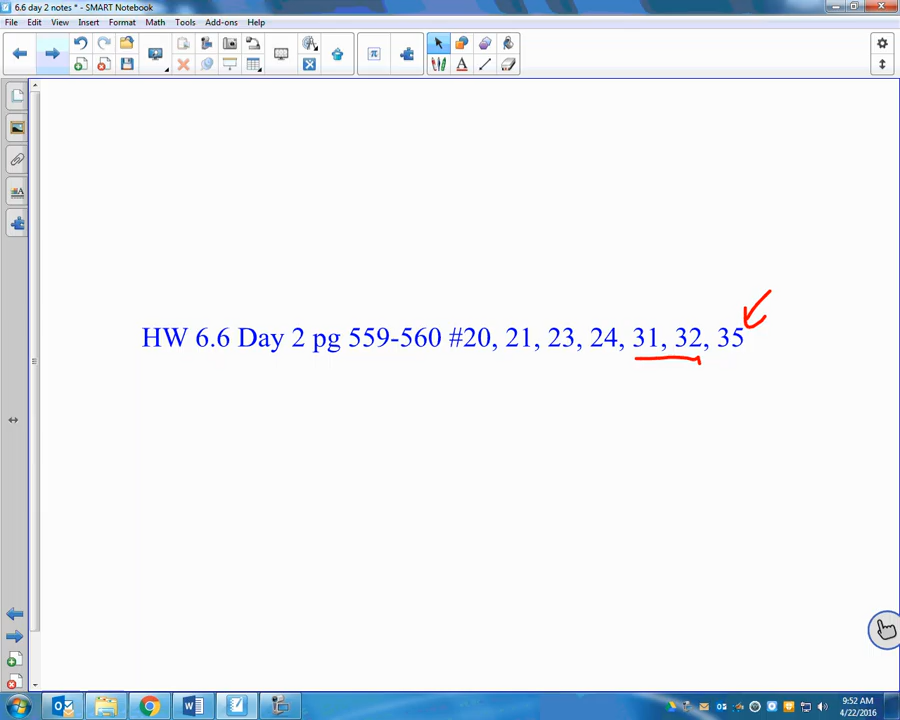 6.6 day 2 notes * - SMART Notebook
File Edit View Insert Format Math Tools Add-ons Help
HW 6.6 Day 2 pg 559-560 #20, 21, 23, 24, 31, 32, 35
9:52 AM
4/22/2016